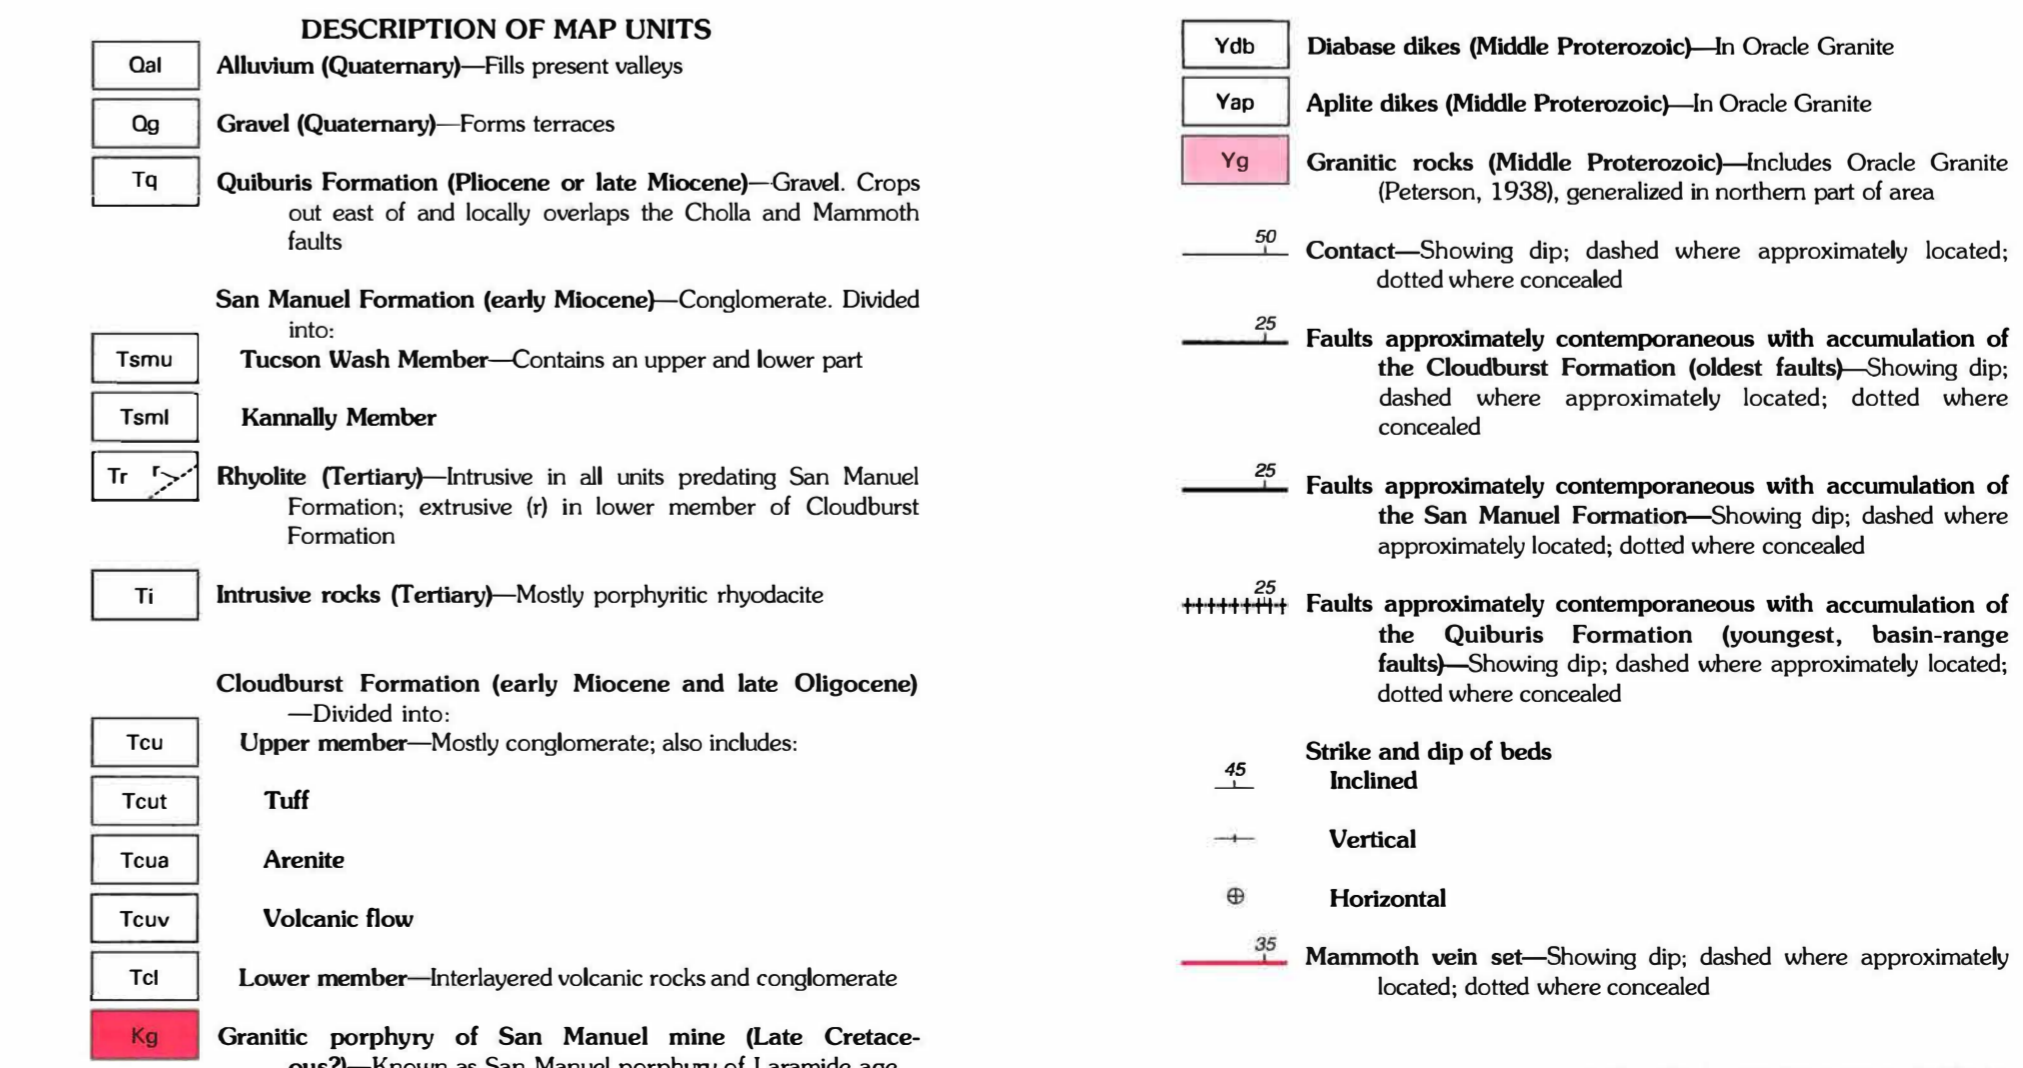 DESCRIPTION OF MAP UNITS
Qal Alluvium (Quaternary)—Fills present valleys
Qg Gravel (Quaternary)—Forms terraces
Tq Quiburis Formation (Pliocene or late Miocene)—Gravel. Crops
out east of and locally overlaps the Cholla and Mammoth
faults
San Manuel Formation (early Miocene)—Conglomerate. Divided
into:
Tsmu Tucson Wash Member—Contains an upper and lower part
Tsml Kannally Member
Tr r Rhyolite (Tertiary)—Intrusive in all units predating San Manuel
Formation; extrusive (r) in lower member of Cloudburst
Formation
Ti Intrusive rocks (Tertiary)—Mostly porphyritic rhyodacite
Cloudburst Formation (early Miocene and late Oligocene)
—Divided into:
Tcu Upper member—Mostly conglomerate; also includes:
Tcut Tuff
Tcua Arenite
Tcuv Volcanic flow
Tcl Lower member—Interlayered volcanic rocks and conglomerate
Kg Granitic porphyry of San Manuel mine (Late Cretace-
ous?)—Known as San Manuel porphyry of Laramide age
Ydb Diabase dikes (Middle Proterozoic)—In Oracle Granite
Yap Aplite dikes (Middle Proterozoic)—In Oracle Granite
Yg Granitic rocks (Middle Proterozoic)—Includes Oracle Granite
(Peterson, 1938), generalized in northern part of area
50 Contact—Showing dip; dashed where approximately located;
dotted where concealed
25 Faults approximately contemporaneous with accumulation of
the Cloudburst Formation (oldest faults)—Showing dip;
dashed where approximately located; dotted where
concealed
25 Faults approximately contemporaneous with accumulation of
the San Manuel Formation—Showing dip; dashed where
approximately located; dotted where concealed
25 Faults approximately contemporaneous with accumulation of
the Quiburis Formation (youngest, basin-range
faults)—Showing dip; dashed where approximately located;
dotted where concealed
Strike and dip of beds
45 Inclined
Vertical
Horizontal
35 Mammoth vein set—Showing dip; dashed where approximately
located; dotted where concealed